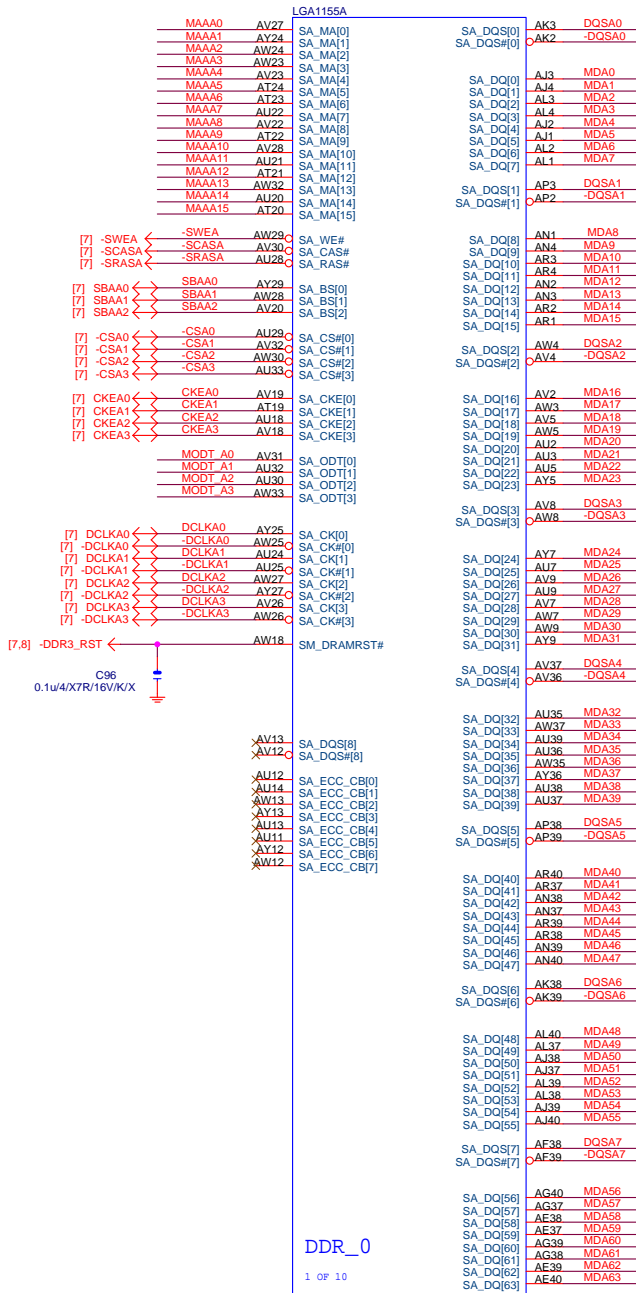 LGA1155A
MAAA0 AV27 SA_MA[0]
MAAA1 AY24 SA_MA[1]
MAAA2 AW24 SA_MA[2]
MAAA3 AW23 SA_MA[3]
MAAA4 AV23 SA_MA[4]
MAAA5 AT24 SA_MA[5]
MAAA6 AT23 SA_MA[6]
MAAA7 AU22 SA_MA[7]
MAAA8 AV22 SA_MA[8]
MAAA9 AT22 SA_MA[9]
MAAA10 AV28 SA_MA[10]
MAAA11 AU21 SA_MA[11]
MAAA12 AT21 SA_MA[12]
MAAA13 AW32 SA_MA[13]
MAAA14 AU20 SA_MA[14]
MAAA15 AT20 SA_MA[15]
[7] -SWEA -SWEA AW29 SA_WE#
[7] -SCASA -SCASA AV30 SA_CAS#
[7] -SRASA -SRASA AU28 SA_RAS#
[7] SBAA0 SBAA0 AY29 SA_BS[0]
[7] SBAA1 SBAA1 AW28 SA_BS[1]
[7] SBAA2 SBAA2 AV20 SA_BS[2]
[7] -CSA0 -CSA0 AU29 SA_CS#[0]
[7] -CSA1 -CSA1 AV32 SA_CS#[1]
[7] -CSA2 -CSA2 AW30 SA_CS#[2]
[7] -CSA3 -CSA3 AU33 SA_CS#[3]
[7] CKEA0 CKEA0 AV19 SA_CKE[0]
[7] CKEA1 CKEA1 AT19 SA_CKE[1]
[7] CKEA2 CKEA2 AU18 SA_CKE[2]
[7] CKEA3 CKEA3 AV18 SA_CKE[3]
MODT_A0 AV31 SA_ODT[0]
MODT_A1 AU32 SA_ODT[1]
MODT_A2 AU30 SA_ODT[2]
MODT_A3 AW33 SA_ODT[3]
[7] DCLKA0 DCLKA0 AY25 SA_CK[0]
[7] -DCLKA0 -DCLKA0 AW25 SA_CK#[0]
[7] DCLKA1 DCLKA1 AU24 SA_CK[1]
[7] -DCLKA1 -DCLKA1 AU25 SA_CK#[1]
[7] DCLKA2 DCLKA2 AW27 SA_CK[2]
[7] -DCLKA2 -DCLKA2 AY27 SA_CK#[2]
[7] DCLKA3 DCLKA3 AV26 SA_CK[3]
[7] -DCLKA3 -DCLKA3 AW26 SA_CK#[3]
[7,8] -DDR3_RST AW18 SM_DRAMRST#
C96
0.1u/4/X7R/16V/K/X
AV13 SA_DQS[8]
AV12 SA_DQS#[8]
AU12 SA_ECC_CB[0]
AU14 SA_ECC_CB[1]
AW13 SA_ECC_CB[2]
AY13 SA_ECC_CB[3]
AU13 SA_ECC_CB[4]
AU11 SA_ECC_CB[5]
AY12 SA_ECC_CB[6]
AW12 SA_ECC_CB[7]
SA_DQS[0] AK3 DQSA0
SA_DQS#[0] AK2 -DQSA0
SA_DQ[0] AJ3 MDA0
SA_DQ[1] AJ4 MDA1
SA_DQ[2] AL3 MDA2
SA_DQ[3] AL4 MDA3
SA_DQ[4] AJ2 MDA4
SA_DQ[5] AJ1 MDA5
SA_DQ[6] AL2 MDA6
SA_DQ[7] AL1 MDA7
SA_DQS[1] AP3 DQSA1
SA_DQS#[1] AP2 -DQSA1
SA_DQ[8] AN1 MDA8
SA_DQ[9] AN4 MDA9
SA_DQ[10] AR3 MDA10
SA_DQ[11] AR4 MDA11
SA_DQ[12] AN2 MDA12
SA_DQ[13] AN3 MDA13
SA_DQ[14] AR2 MDA14
SA_DQ[15] AR1 MDA15
SA_DQS[2] AW4 DQSA2
SA_DQS#[2] AV4 -DQSA2
SA_DQ[16] AV2 MDA16
SA_DQ[17] AW3 MDA17
SA_DQ[18] AV5 MDA18
SA_DQ[19] AW5 MDA19
SA_DQ[20] AU2 MDA20
SA_DQ[21] AU3 MDA21
SA_DQ[22] AU5 MDA22
SA_DQ[23] AY5 MDA23
SA_DQS[3] AV8 DQSA3
SA_DQS#[3] AW8 -DQSA3
SA_DQ[24] AY7 MDA24
SA_DQ[25] AU7 MDA25
SA_DQ[26] AV9 MDA26
SA_DQ[27] AU9 MDA27
SA_DQ[28] AV7 MDA28
SA_DQ[29] AW7 MDA29
SA_DQ[30] AW9 MDA30
SA_DQ[31] AY9 MDA31
SA_DQS[4] AV37 DQSA4
SA_DQS#[4] AV36 -DQSA4
SA_DQ[32] AU35 MDA32
SA_DQ[33] AW37 MDA33
SA_DQ[34] AU39 MDA34
SA_DQ[35] AU36 MDA35
SA_DQ[36] AW35 MDA36
SA_DQ[37] AY36 MDA37
SA_DQ[38] AU38 MDA38
SA_DQ[39] AU37 MDA39
SA_DQS[5] AP38 DQSA5
SA_DQS#[5] AP39 -DQSA5
SA_DQ[40] AR40 MDA40
SA_DQ[41] AR37 MDA41
SA_DQ[42] AN38 MDA42
SA_DQ[43] AN37 MDA43
SA_DQ[44] AR39 MDA44
SA_DQ[45] AR38 MDA45
SA_DQ[46] AN39 MDA46
SA_DQ[47] AN40 MDA47
SA_DQS[6] AK38 DQSA6
SA_DQS#[6] AK39 -DQSA6
SA_DQ[48] AL40 MDA48
SA_DQ[49] AL37 MDA49
SA_DQ[50] AJ38 MDA50
SA_DQ[51] AJ37 MDA51
SA_DQ[52] AL39 MDA52
SA_DQ[53] AL38 MDA53
SA_DQ[54] AJ39 MDA54
SA_DQ[55] AJ40 MDA55
SA_DQS[7] AF38 DQSA7
SA_DQS#[7] AF39 -DQSA7
SA_DQ[56] AG40 MDA56
SA_DQ[57] AG37 MDA57
SA_DQ[58] AE38 MDA58
SA_DQ[59] AE37 MDA59
SA_DQ[60] AG39 MDA60
SA_DQ[61] AG38 MDA61
SA_DQ[62] AE39 MDA62
SA_DQ[63] AE40 MDA63
DDR_0
1 OF 10